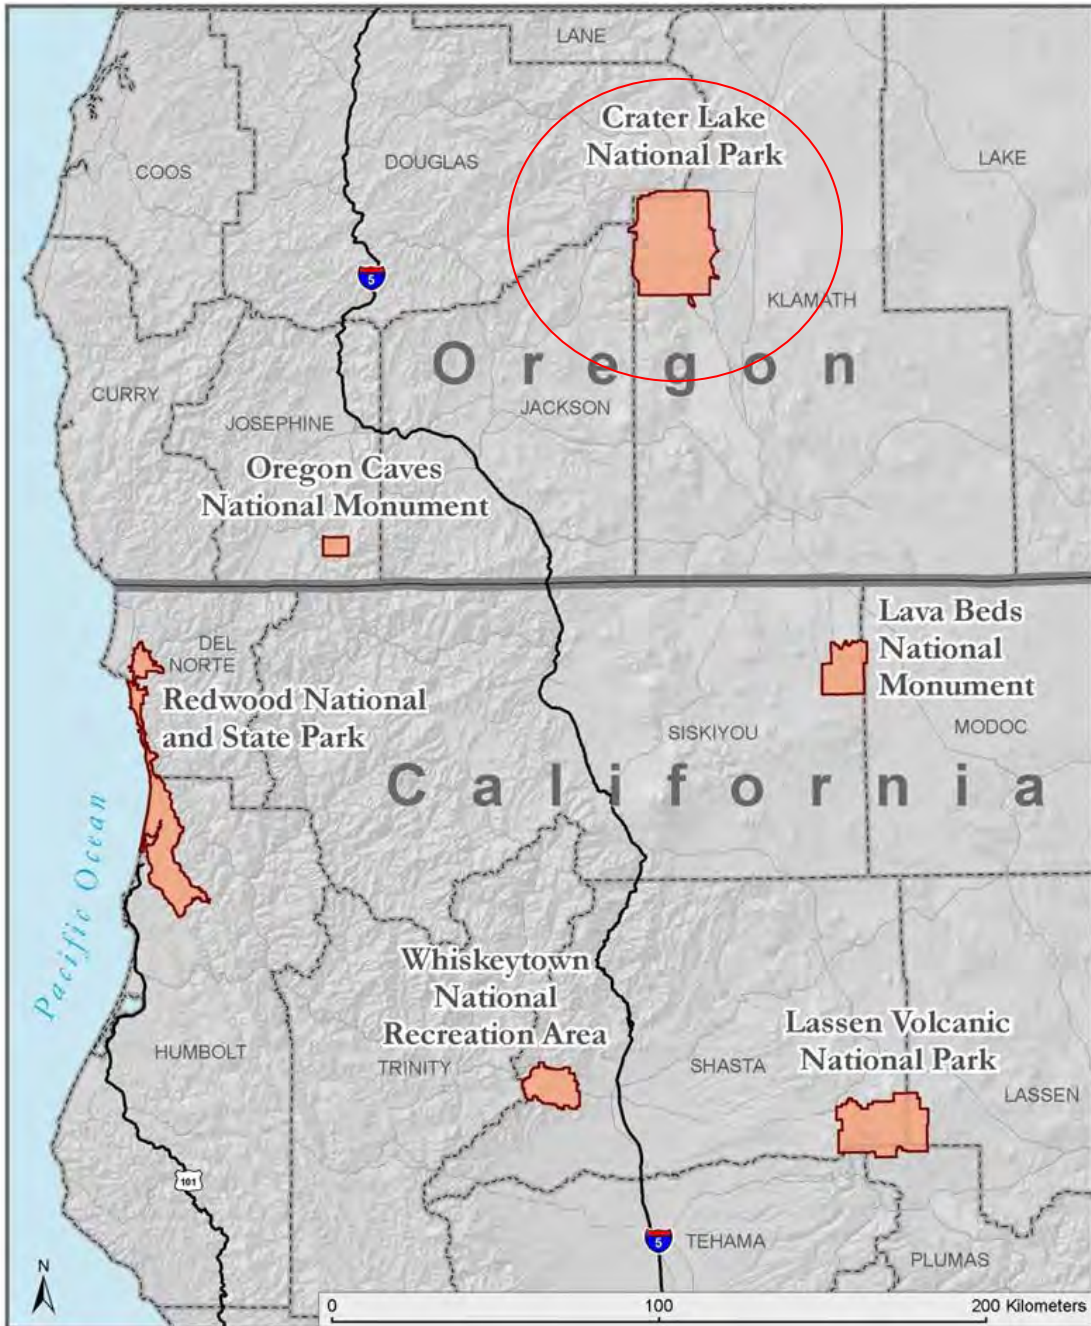 LANE
Crater Lake
National Park
COOS
DOUGLAS
LAKE
5
KLAMATH
Oregon
CURRY
JACKSON
JOSEPHINE
Oregon Caves
National Monument
Lava Beds
National
Monument
DEL
NORTE
Redwood National
and State Park
SISKIYOU
MODOC
California
Pacific Ocean
Whiskeytown
National
Recreation Area
Lassen Volcanic
National Park
HUMBOLT
TRINITY
SHASTA
LASSEN
101
5
TEHAMA
PLUMAS
N
0 100 200 Kilometers